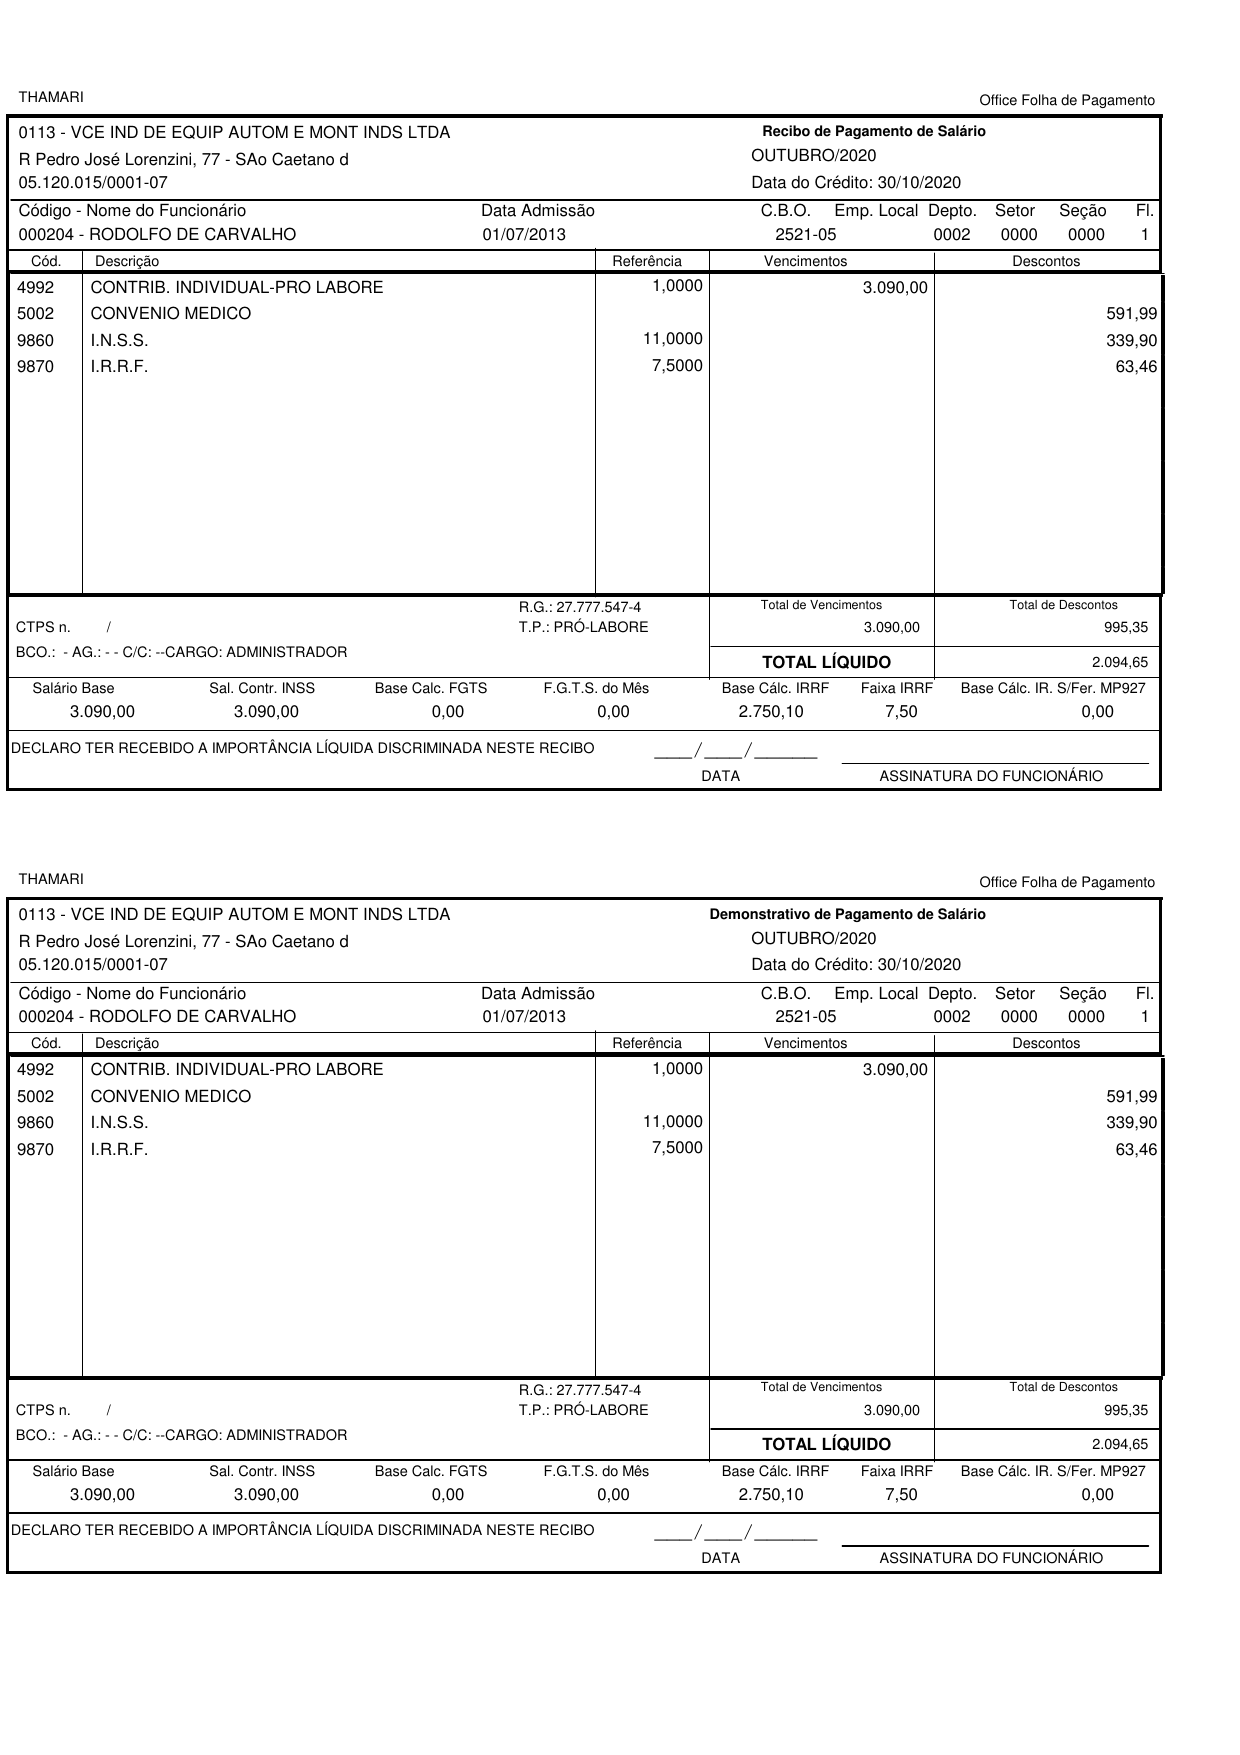 THAMARI Office Folha de Pagamento
0113 - VCE IND DE EQUIP AUTOM E MONT INDS LTDA Recibo de Pagamento de Salário
R Pedro José Lorenzini, 77 - SAo Caetano d OUTUBRO/2020
05.120.015/0001-07 Data do Crédito: 30/10/2020
Código - Nome do Funcionário Data Admissão C.B.O. Emp. Local Depto. Setor Seção Fl.
000204 - RODOLFO DE CARVALHO 01/07/2013 2521-05 0002 0000 0000 1
Cód. Descrição Referência Vencimentos Descontos
4992 CONTRIB. INDIVIDUAL-PRO LABORE 1,0000 3.090,00
5002 CONVENIO MEDICO 591,99
9860 I.N.S.S. 11,0000 339,90
9870 I.R.R.F. 7,5000 63,46
R.G.: 27.777.547-4 Total de Vencimentos Total de Descontos
CTPS n. / T.P.: PRÓ-LABORE 3.090,00 995,35
BCO.: - AG.: - - C/C: --CARGO: ADMINISTRADOR TOTAL LÍQUIDO 2.094,65
Salário Base Sal. Contr. INSS Base Calc. FGTS F.G.T.S. do Mês Base Cálc. IRRF Faixa IRRF Base Cálc. IR. S/Fer. MP927
3.090,00 3.090,00 0,00 0,00 2.750,10 7,50 0,00
DECLARO TER RECEBIDO A IMPORTÂNCIA LÍQUIDA DISCRIMINADA NESTE RECIBO ____/____/______
DATA ASSINATURA DO FUNCIONÁRIO
THAMARI Office Folha de Pagamento
0113 - VCE IND DE EQUIP AUTOM E MONT INDS LTDA Demonstrativo de Pagamento de Salário
R Pedro José Lorenzini, 77 - SAo Caetano d OUTUBRO/2020
05.120.015/0001-07 Data do Crédito: 30/10/2020
Código - Nome do Funcionário Data Admissão C.B.O. Emp. Local Depto. Setor Seção Fl.
000204 - RODOLFO DE CARVALHO 01/07/2013 2521-05 0002 0000 0000 1
Cód. Descrição Referência Vencimentos Descontos
4992 CONTRIB. INDIVIDUAL-PRO LABORE 1,0000 3.090,00
5002 CONVENIO MEDICO 591,99
9860 I.N.S.S. 11,0000 339,90
9870 I.R.R.F. 7,5000 63,46
R.G.: 27.777.547-4 Total de Vencimentos Total de Descontos
CTPS n. / T.P.: PRÓ-LABORE 3.090,00 995,35
BCO.: - AG.: - - C/C: --CARGO: ADMINISTRADOR TOTAL LÍQUIDO 2.094,65
Salário Base Sal. Contr. INSS Base Calc. FGTS F.G.T.S. do Mês Base Cálc. IRRF Faixa IRRF Base Cálc. IR. S/Fer. MP927
3.090,00 3.090,00 0,00 0,00 2.750,10 7,50 0,00
DECLARO TER RECEBIDO A IMPORTÂNCIA LÍQUIDA DISCRIMINADA NESTE RECIBO ____/____/______
DATA ASSINATURA DO FUNCIONÁRIO